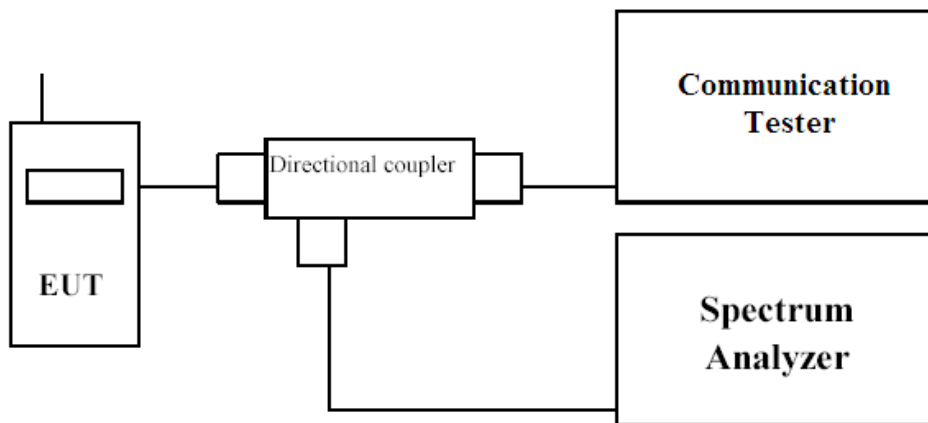 Communication
Tester
Directional coupler
EUT
Spectrum
Analyzer